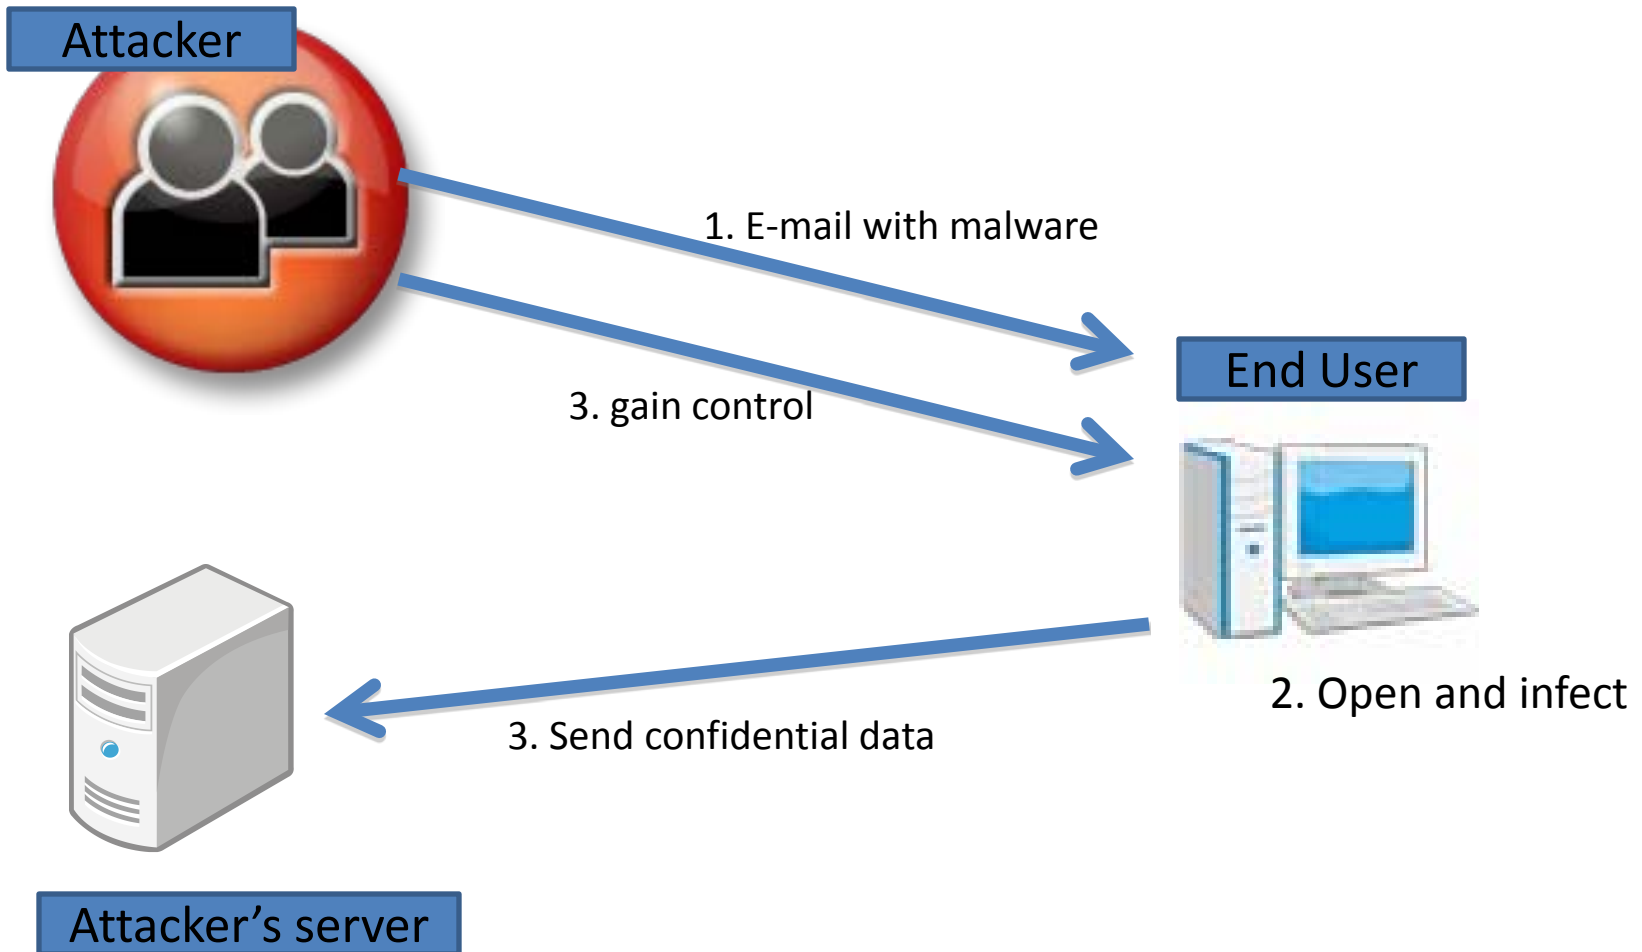 Attacker
1. E-mail with malware
End User
3. gain control
2. Open and infect
3. Send confidential data
Attacker’s server